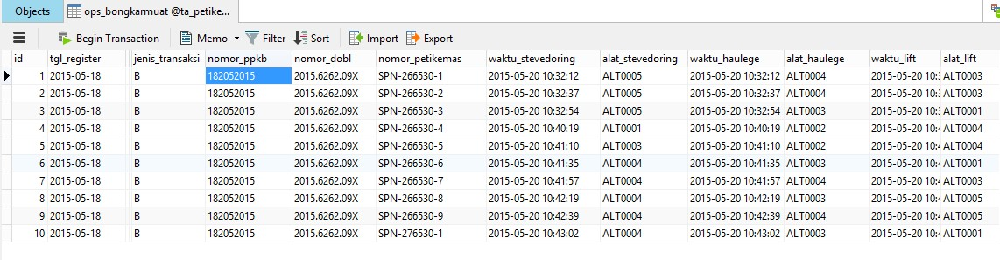 Objects ops_bongkarmuat @ta_petike...
Begin Transaction Memo Filter Sort Import Export
id tgl_register jenis_transaksi nomor_ppkb nomor_dobl nomor_petikemas waktu_stevedoring alat_stevedoring waktu_haulege alat_haulege waktu_lift alat_lift
1 2015-05-18 B 182052015 2015.6262.09X SPN-266530-1 2015-05-20 10:32:12 ALT0005 2015-05-20 10:32:12 ALT0004 2015-05-20 10:3 ALT0003
2 2015-05-18 B 182052015 2015.6262.09X SPN-266530-2 2015-05-20 10:32:37 ALT0005 2015-05-20 10:32:37 ALT0004 2015-05-20 10:3 ALT0003
3 2015-05-18 B 182052015 2015.6262.09X SPN-266530-3 2015-05-20 10:32:54 ALT0005 2015-05-20 10:32:54 ALT0003 2015-05-20 10:3 ALT0001
4 2015-05-18 B 182052015 2015.6262.09X SPN-266530-4 2015-05-20 10:40:19 ALT0001 2015-05-20 10:40:19 ALT0002 2015-05-20 10:4 ALT0004
5 2015-05-18 B 182052015 2015.6262.09X SPN-266530-5 2015-05-20 10:41:10 ALT0003 2015-05-20 10:41:10 ALT0002 2015-05-20 10:4 ALT0004
6 2015-05-18 B 182052015 2015.6262.09X SPN-266530-6 2015-05-20 10:41:35 ALT0004 2015-05-20 10:41:35 ALT0003 2015-05-20 10:4 ALT0001
7 2015-05-18 B 182052015 2015.6262.09X SPN-266530-7 2015-05-20 10:41:57 ALT0004 2015-05-20 10:41:57 ALT0004 2015-05-20 10:4 ALT0003
8 2015-05-18 B 182052015 2015.6262.09X SPN-266530-8 2015-05-20 10:42:19 ALT0004 2015-05-20 10:42:19 ALT0003 2015-05-20 10:4 ALT0005
9 2015-05-18 B 182052015 2015.6262.09X SPN-266530-9 2015-05-20 10:42:39 ALT0004 2015-05-20 10:42:39 ALT0004 2015-05-20 10:4 ALT0005
10 2015-05-18 B 182052015 2015.6262.09X SPN-276530-1 2015-05-20 10:43:02 ALT0004 2015-05-20 10:43:02 ALT0003 2015-05-20 10:4 ALT0001